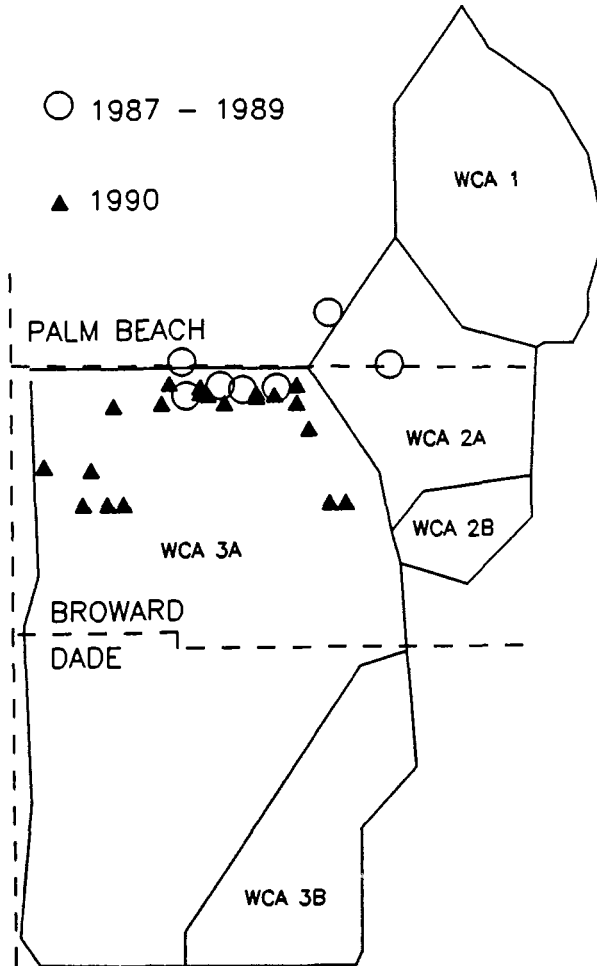 1987 - 1989
1990
WCA 1
PALM BEACH
WCA 2A
WCA 2B
WCA 3A
BROWARD
DADE
WCA 3B